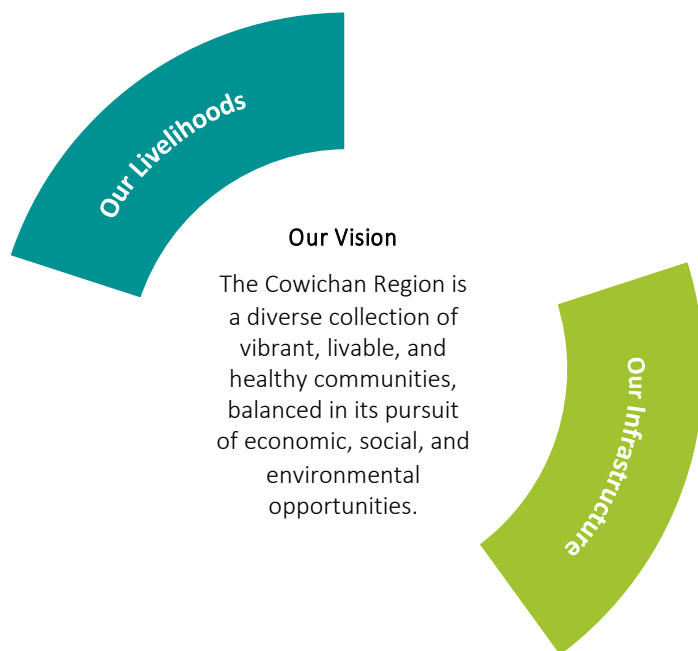 Our Livelihoods
Our Vision
The Cowichan Region is
a diverse collection of
vibrant, livable, and
healthy communities,
balanced in its pursuit
of economic, social, and
environmental
opportunities.
Our Infrastructure